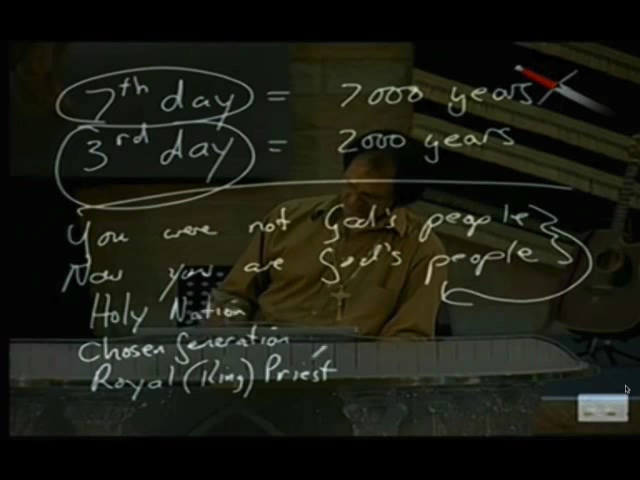 7th day = 7000 years
3rd day = 2000 years
You were not God's people
Now you are God's people
Holy Nation
Chosen Generation
Royal (King) Priest